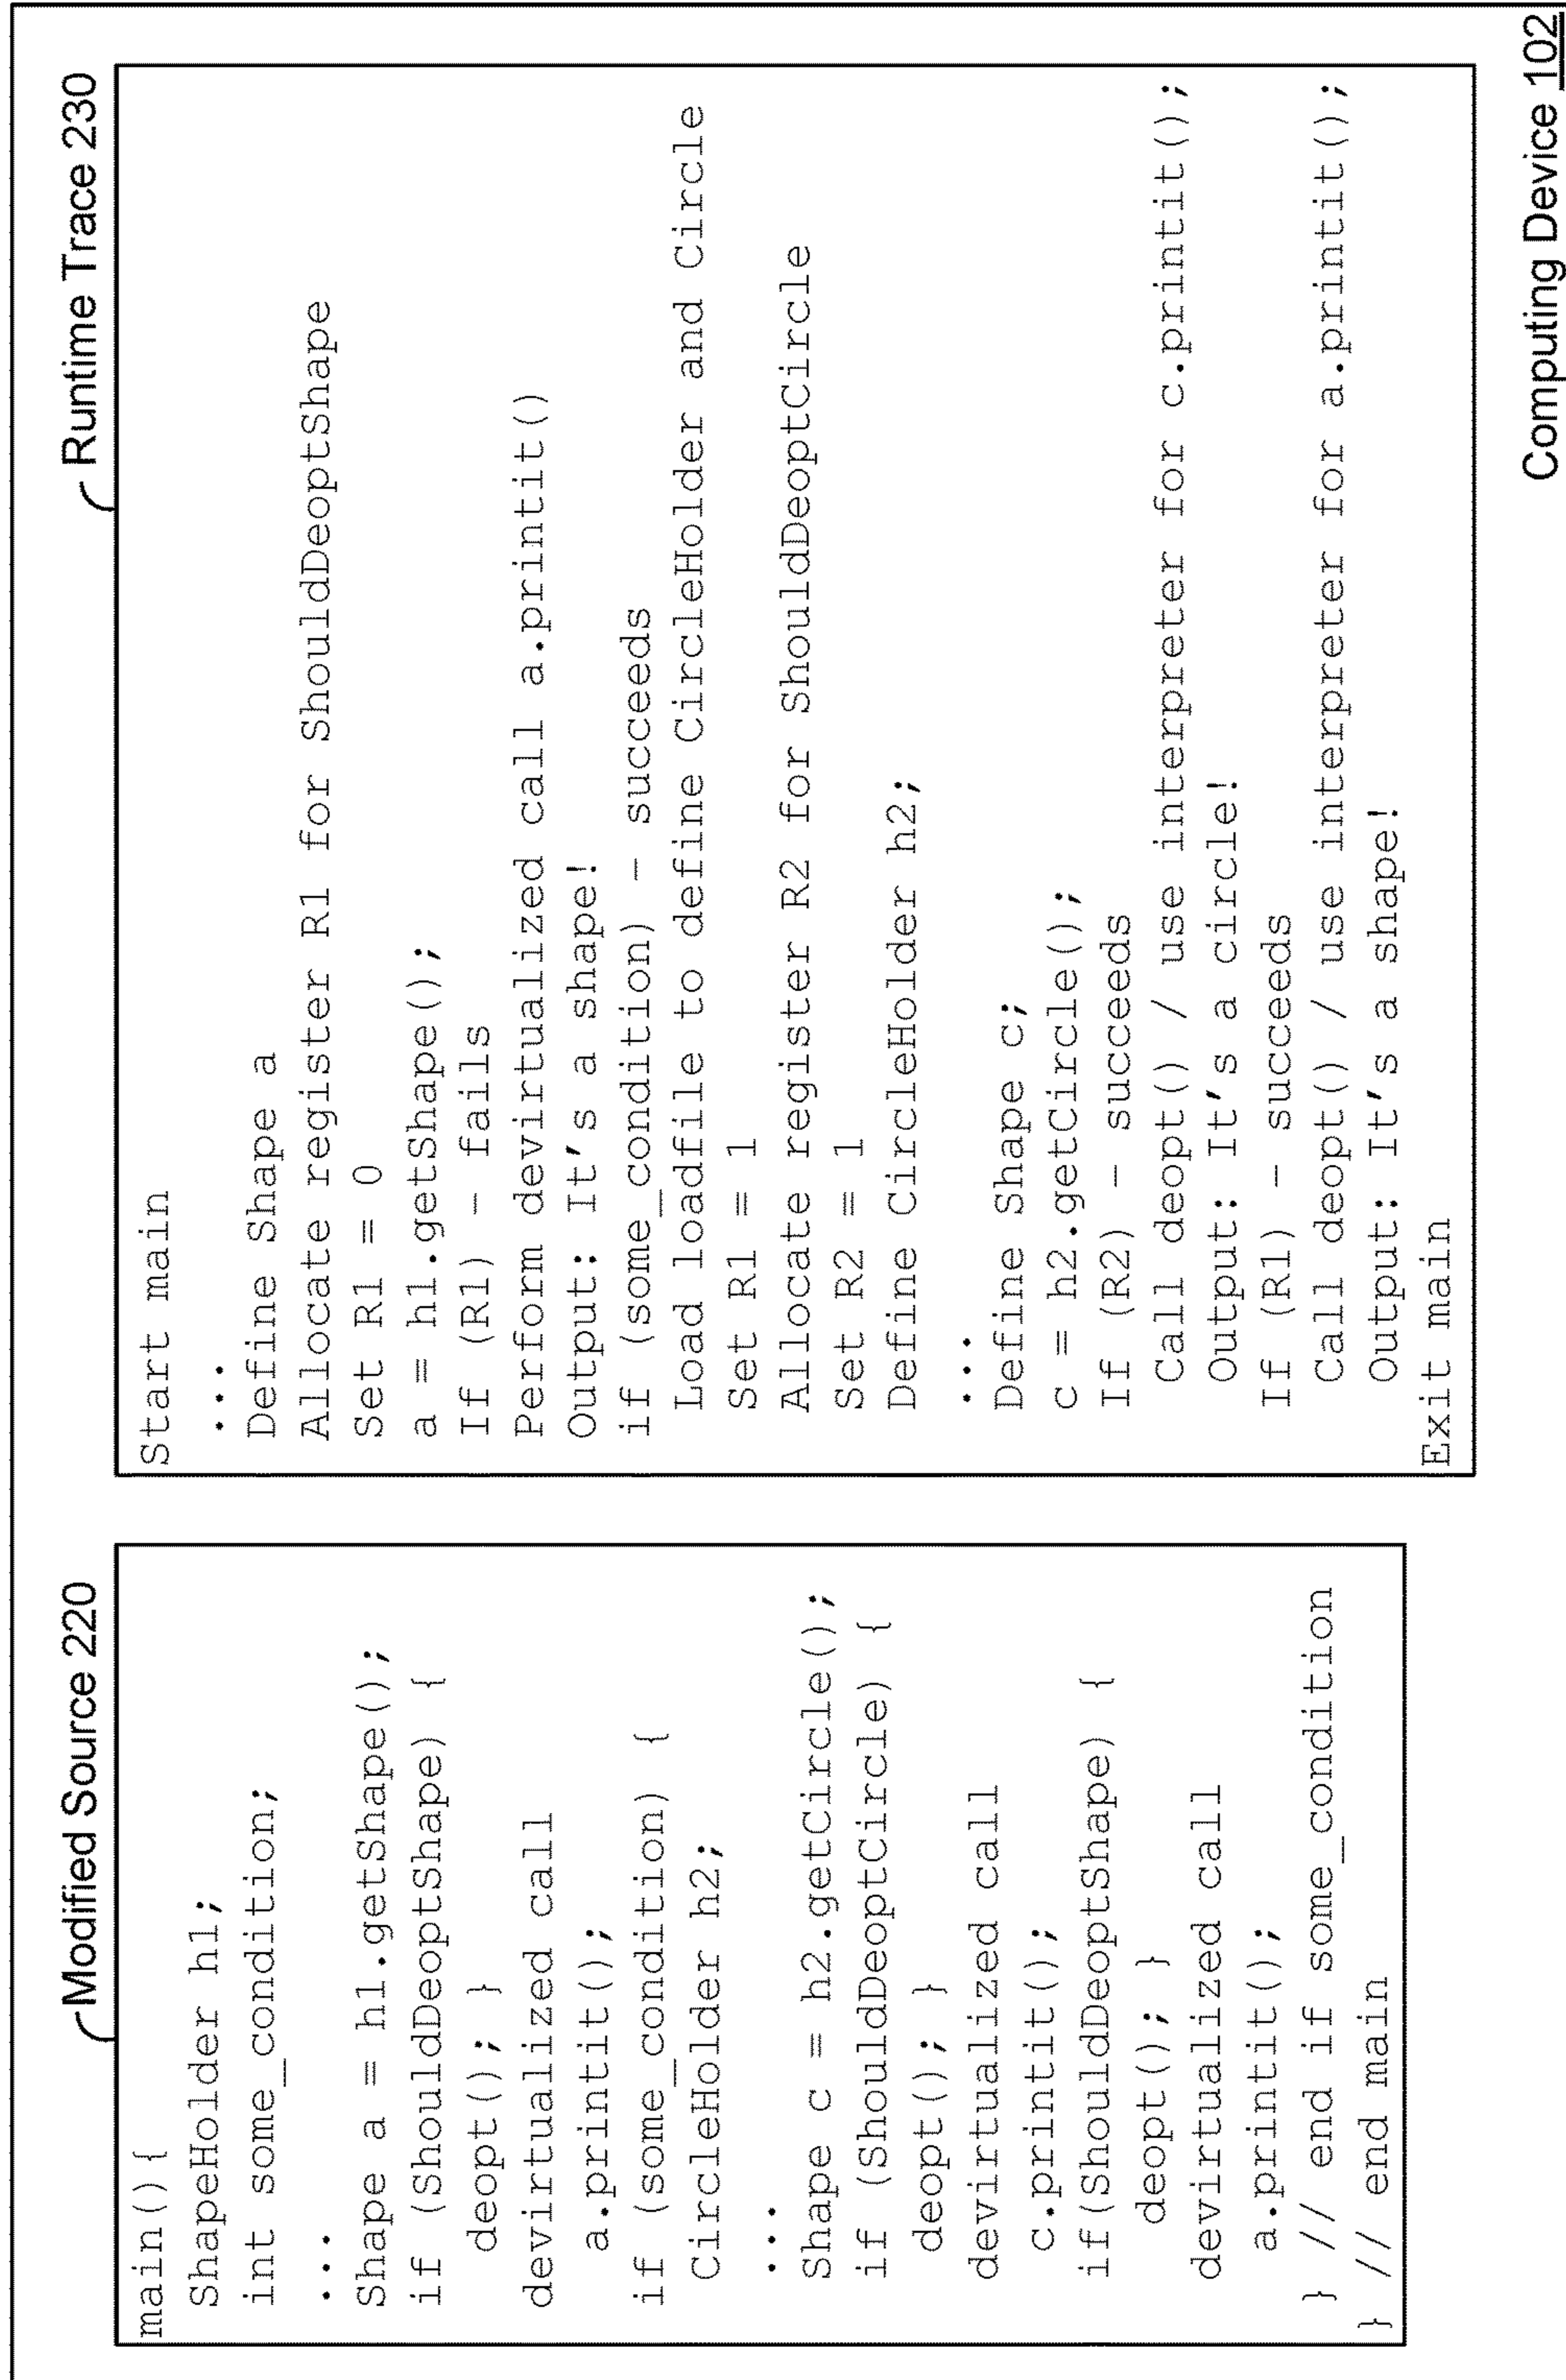 Modified Source 220
main(){
ShapeHolder h1;
int some_condition;
...
Shape a = h1.getShape();
if (ShouldDeoptShape) {
deopt(); }
devirtualized call
a.printit();
if (some_condition) {
CircleHolder h2;
...
Shape c = h2.getCircle();
if (ShouldDeoptCircle) {
deopt(); }
devirtualized call
c.printit();
if(ShouldDeoptShape) {
deopt(); }
devirtualized call
a.printit();
} // end if some_condition
} // end main
Runtime Trace 230
Start main
...
Define Shape a
Allocate register R1 for ShouldDeoptShape
Set R1 = 0
a = h1.getShape();
If (R1) – fails
Perform devirtualized call a.printit()
Output: It's a shape!
if (some_condition) – succeeds
Load loadfile to define CircleHolder and Circle
Set R1 = 1
Allocate register R2 for ShouldDeoptCircle
Set R2 = 1
Define CircleHolder h2;
...
Define Shape c;
c = h2.getCircle();
If (R2) – succeeds
Call deopt() / use interpreter for c.printit();
Output: It's a circle!
If (R1) – succeeds
Call deopt() / use interpreter for a.printit();
Output: It's a shape!
Exit main
Computing Device 102